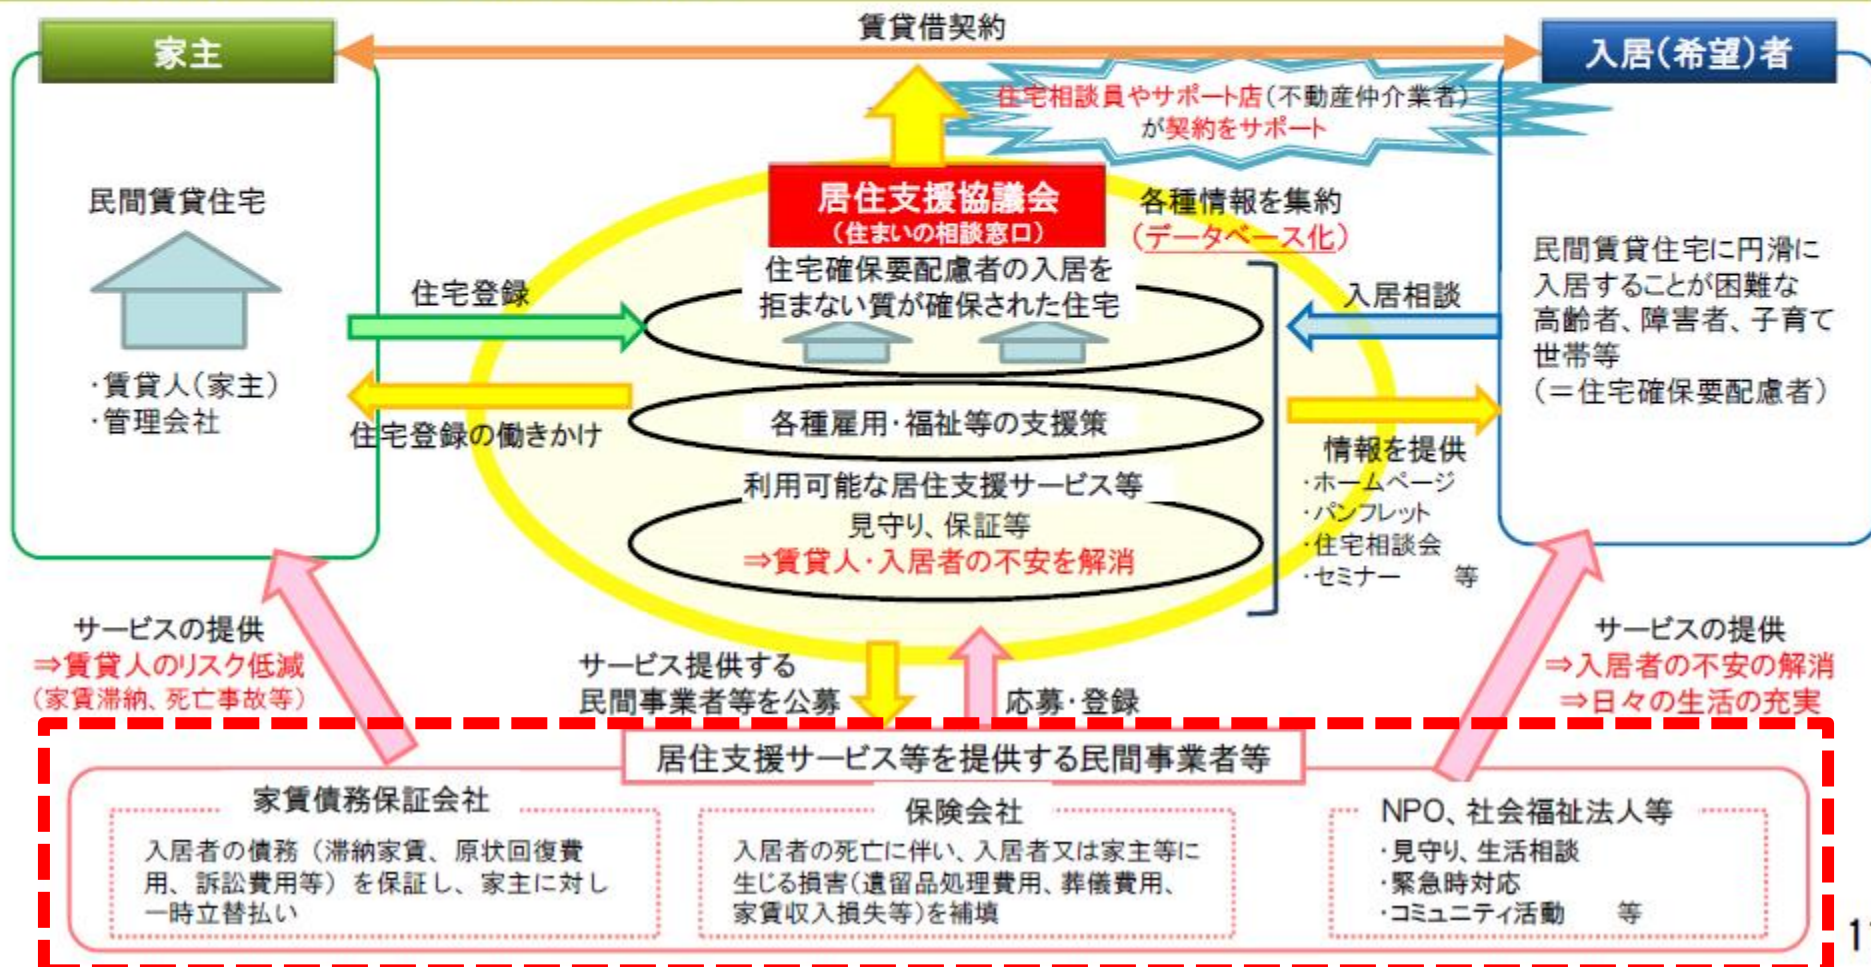 賃貸借契約
家主
入居(希望)者
住宅相談員やサポート店(不動産仲介業者)
が契約をサポート
民間賃貸住宅
・賃貸人(家主)
・管理会社
住宅登録
住宅登録の働きかけ
居住支援協議会
(住まいの相談窓口)
各種情報を集約
(データベース化)
住宅確保要配慮者の入居を
拒まない質が確保された住宅
各種雇用・福祉等の支援策
利用可能な居住支援サービス等
見守り、保証等
⇒賃貸人・入居者の不安を解消
入居相談
情報を提供
・ホームページ
・パンフレット
・住宅相談会
・セミナー 等
民間賃貸住宅に円滑に
入居することが困難な
高齢者、障害者、子育て
世帯等
(=住宅確保要配慮者)
サービスの提供
⇒賃貸人のリスク低減
(家賃滞納、死亡事故等)
サービス提供する
民間事業者等を公募
応募・登録
サービスの提供
⇒入居者の不安の解消
⇒日々の生活の充実
居住支援サービス等を提供する民間事業者等
家賃債務保証会社
入居者の債務(滞納家賃、原状回復費
用、訴訟費用等)を保証し、家主に対し
一時立替払い
保険会社
入居者の死亡に伴い、入居者又は家主等に
生じる損害(遺留品処理費用、葬儀費用、
家賃収入損失等)を補填
NPO、社会福祉法人等
・見守り、生活相談
・緊急時対応
・コミュニティ活動 等